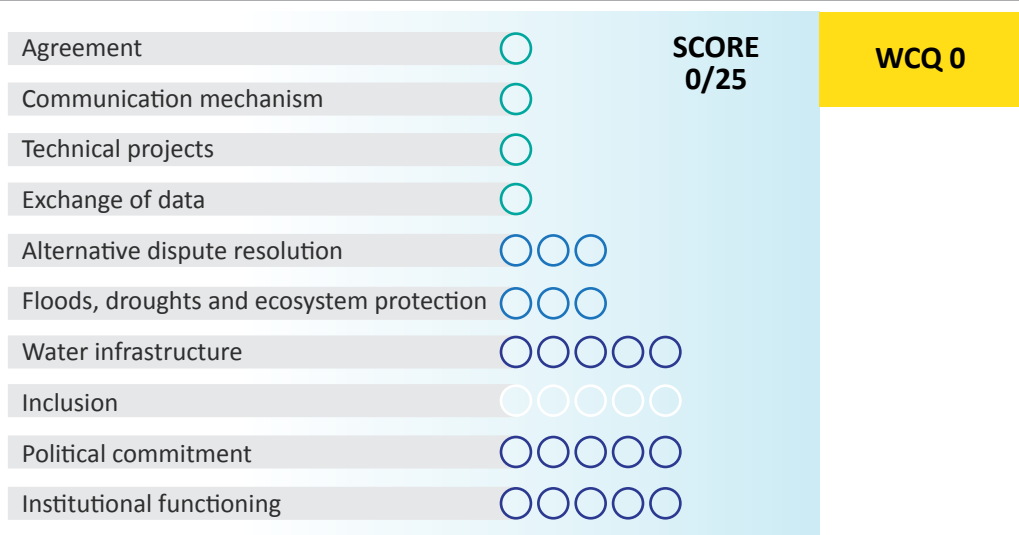 Agreement
Communication mechanism
Technical projects
Exchange of data
Alternative dispute resolution
Floods, droughts and ecosystem protection
Water infrastructure
Inclusion
Political commitment
Institutional functioning
SCORE
0/25
WCQ 0